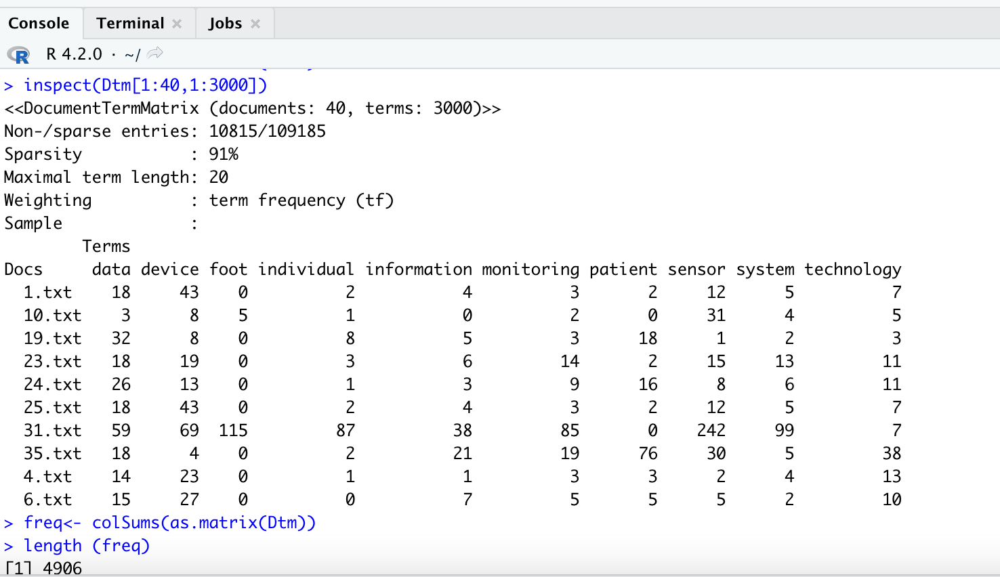 Console Terminal × Jobs ×
R R 4.2.0 · ~/
> inspect(Dtm[1:40,1:3000])
<<DocumentTermMatrix (documents: 40, terms: 3000)>>
Non-/sparse entries: 10815/109185
Sparsity           : 91%
Maximal term length: 20
Weighting          : term frequency (tf)
Sample             :
        Terms
Docs     data device foot individual information monitoring patient sensor system technology
  1.txt    18     43    0          2           4          3       2     12      5          7
  10.txt    3      8    5          1           0          2       0     31      4          5
  19.txt   32      8    0          8           5          3      18      1      2          3
  23.txt   18     19    0          3           6         14       2     15     13         11
  24.txt   26     13    0          1           3          9      16      8      6         11
  25.txt   18     43    0          2           4          3       2     12      5          7
  31.txt   59     69  115         87          38         85       0    242     99          7
  35.txt   18      4    0          2          21         19      76     30      5         38
  4.txt    14     23    0          1           1          3       3      2      4         13
  6.txt    15     27    0          0           7          5       5      5      2         10
> freq<- colSums(as.matrix(Dtm))
> length (freq)
[1] 4906